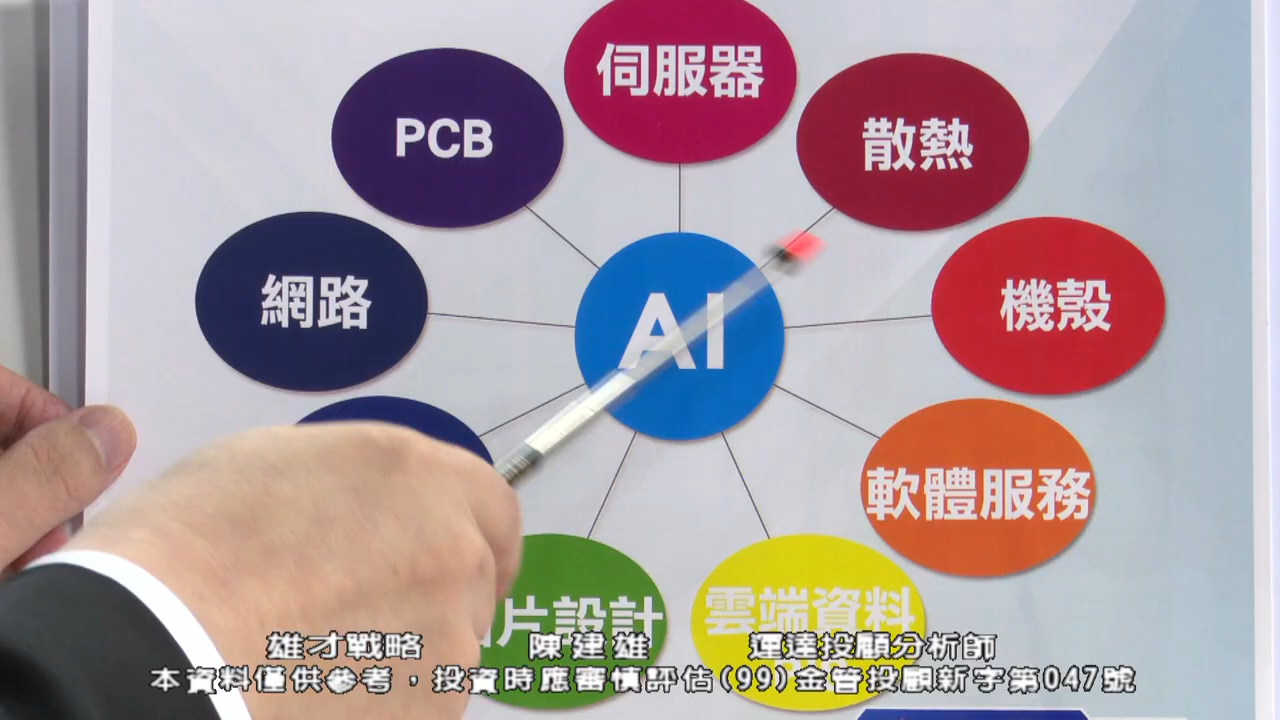 伺服器
PCB
散熱
網路
AI
機殼
軟體服務
片設計
雲端資料
雄才戰略 陳建雄 運達投顧分析師
本資料僅供參考，投資時應審慎評估(99)金管投顧新字第047號